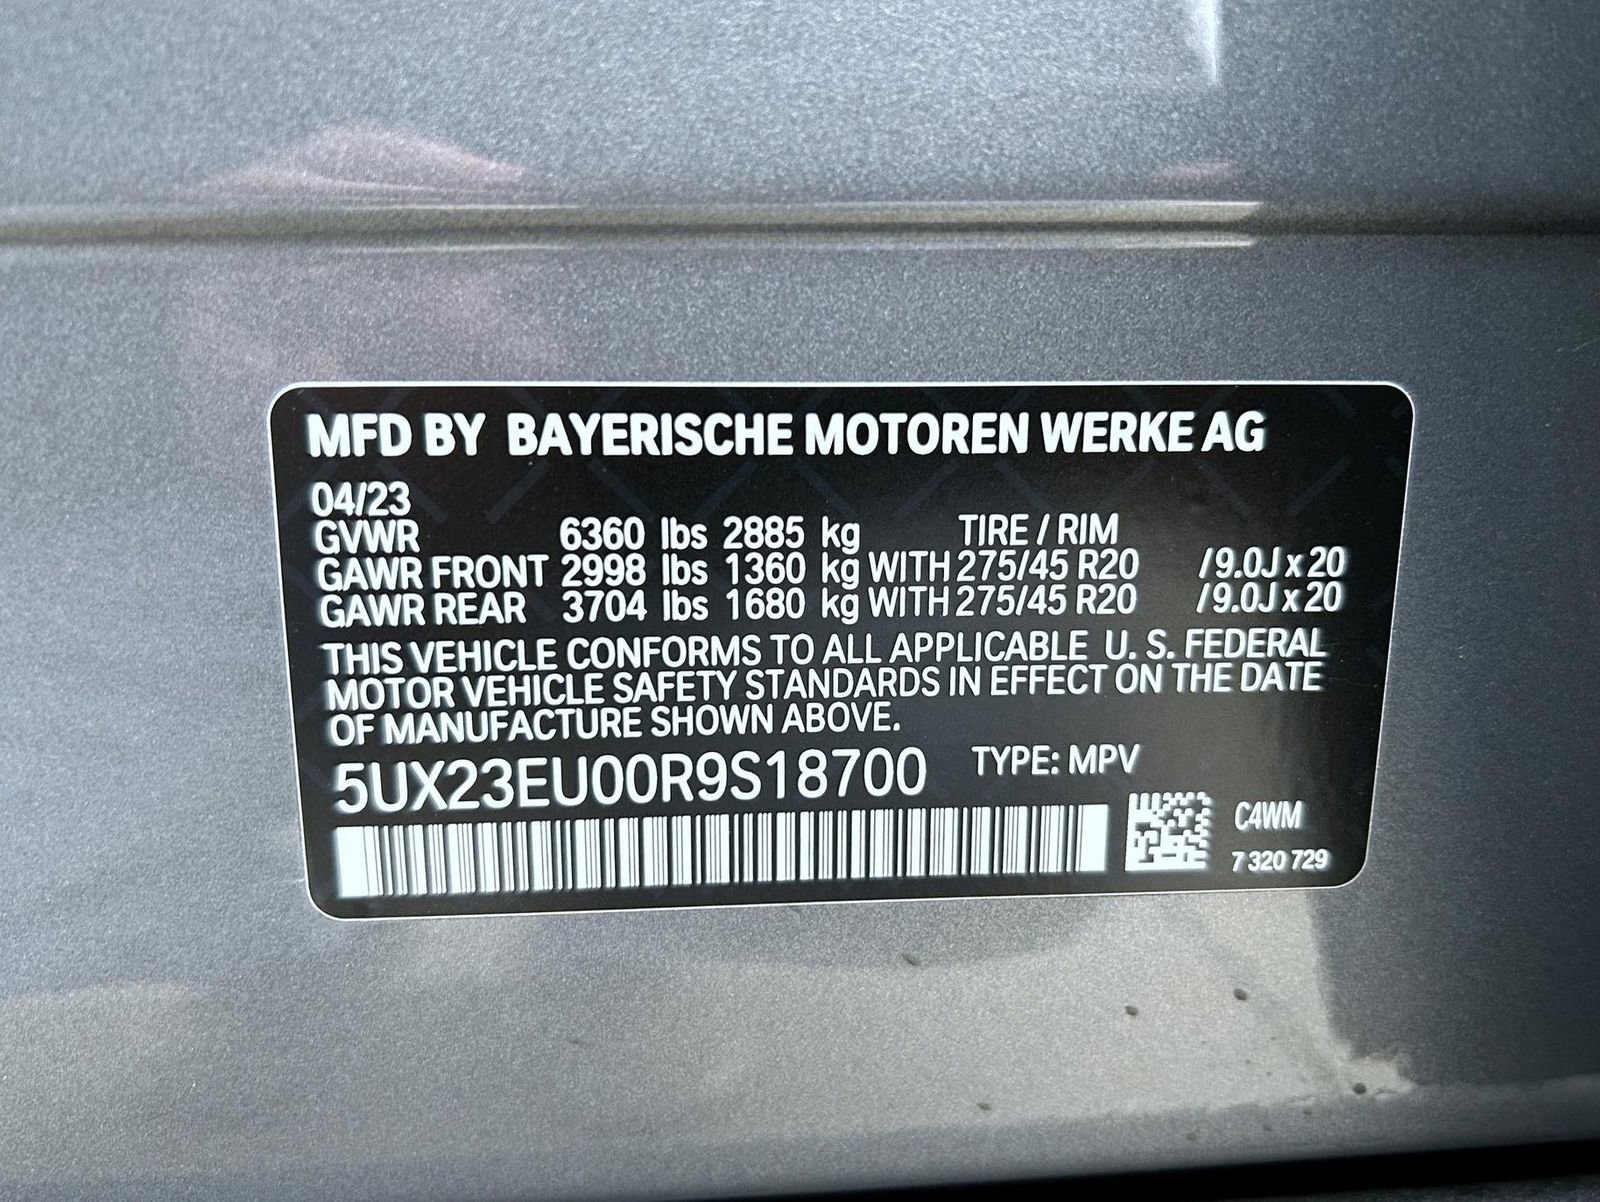 MFD BY BAYERISCHE MOTOREN WERKE AG
04/23
GVWR 6360 lbs 2885 kg TIRE / RIM
GAWR FRONT 2998 lbs 1360 kg WITH 275/45 R20 / 9.0J x 20
GAWR REAR 3704 lbs 1680 kg WITH 275/45 R20 / 9.0J x 20
THIS VEHICLE CONFORMS TO ALL APPLICABLE U. S. FEDERAL
MOTOR VEHICLE SAFETY STANDARDS IN EFFECT ON THE DATE
OF MANUFACTURE SHOWN ABOVE.
5UX23EU00R9S18700 TYPE: MPV
C4WM
7 320 729